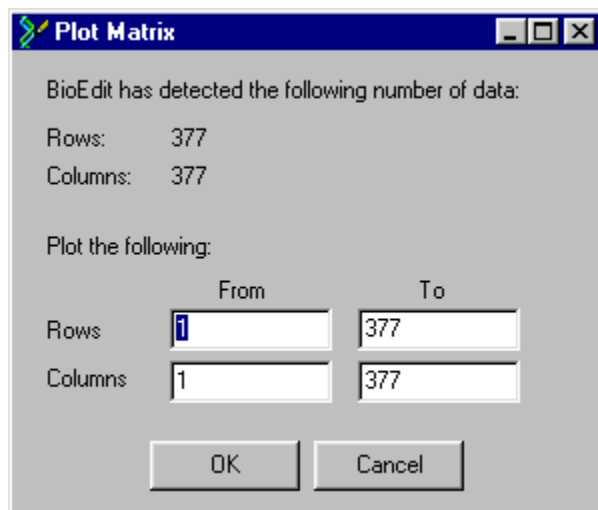 Plot Matrix
BioEdit has detected the following number of data:
Rows: 377
Columns: 377
Plot the following:
From To
Rows 1 377
Columns 1 377
OK Cancel